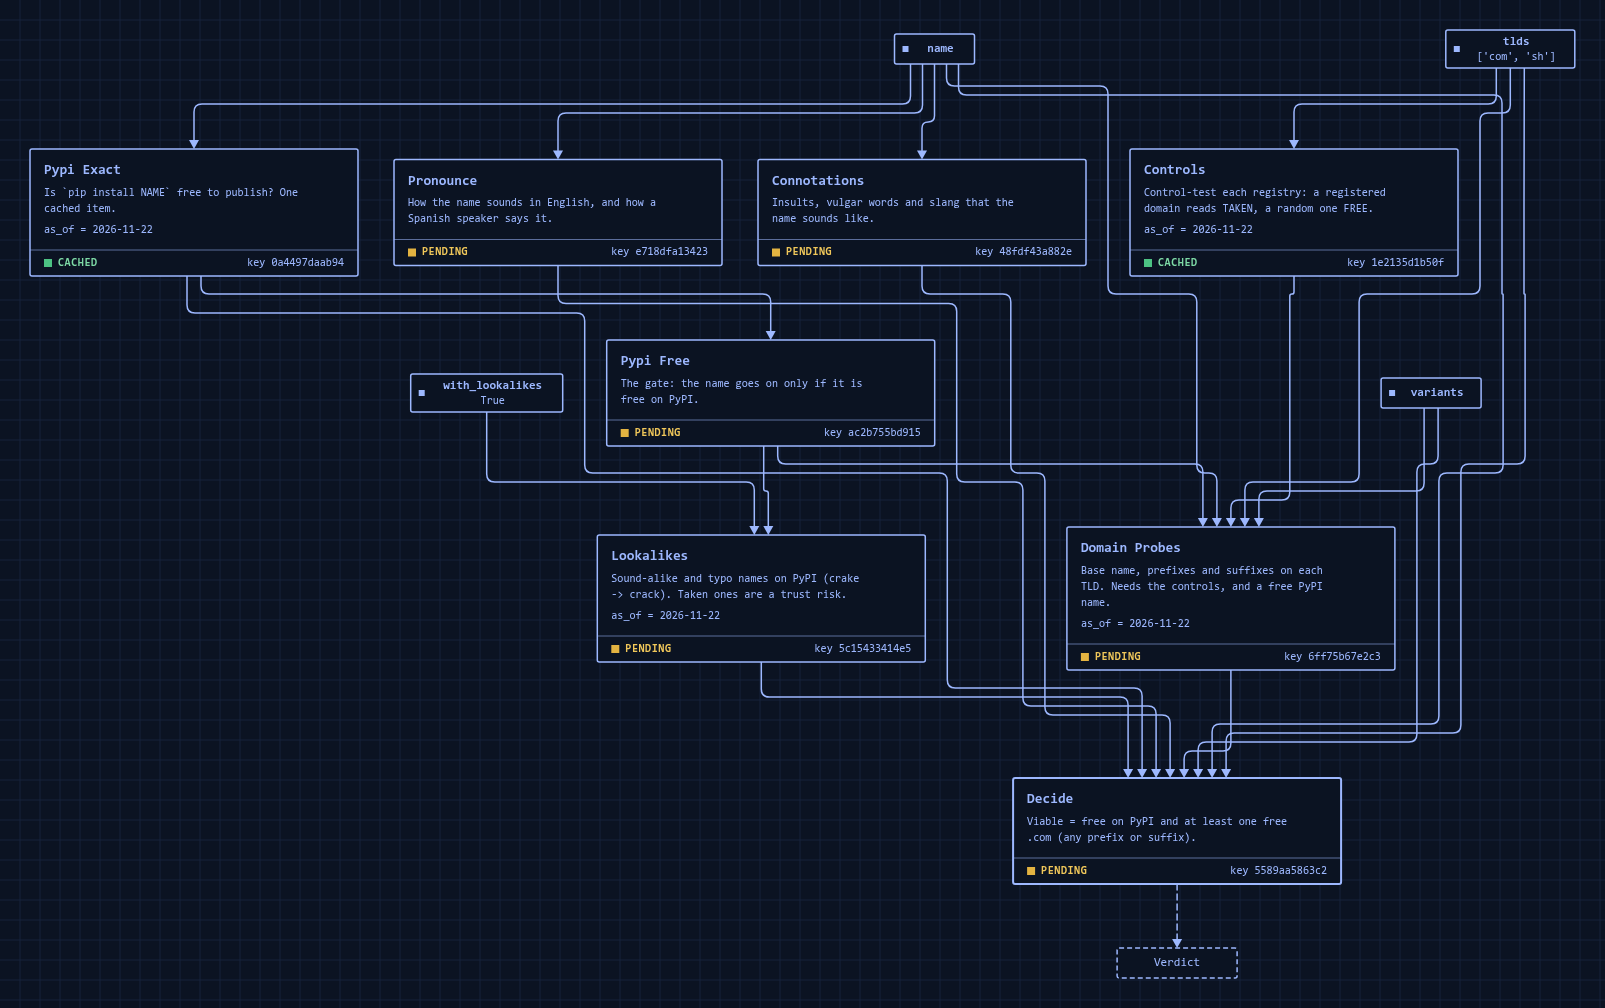 name
tlds
['com', 'sh']
Pypi Exact
Is `pip install NAME` free to publish? One
cached item.
as_of = 2026-11-22
CACHED
key 0a4497daab94
Pronounce
How the name sounds in English, and how a
Spanish speaker says it.
PENDING
key e718dfa13423
Connotations
Insults, vulgar words and slang that the
name sounds like.
PENDING
key 48fdf43a882e
Controls
Control-test each registry: a registered
domain reads TAKEN, a random one FREE.
as_of = 2026-11-22
CACHED
key 1e2135d1b50f
with_lookalikes
True
Pypi Free
The gate: the name goes on only if it is
free on PyPI.
PENDING
key ac2b755bd915
variants
Lookalikes
Sound-alike and typo names on PyPI (crake
-> crack). Taken ones are a trust risk.
as_of = 2026-11-22
PENDING
key 5c15433414e5
Domain Probes
Base name, prefixes and suffixes on each
TLD. Needs the controls, and a free PyPI
name.
as_of = 2026-11-22
PENDING
key 6ff75b67e2c3
Decide
Viable = free on PyPI and at least one free
.com (any prefix or suffix).
PENDING
key 5589aa5863c2
Verdict